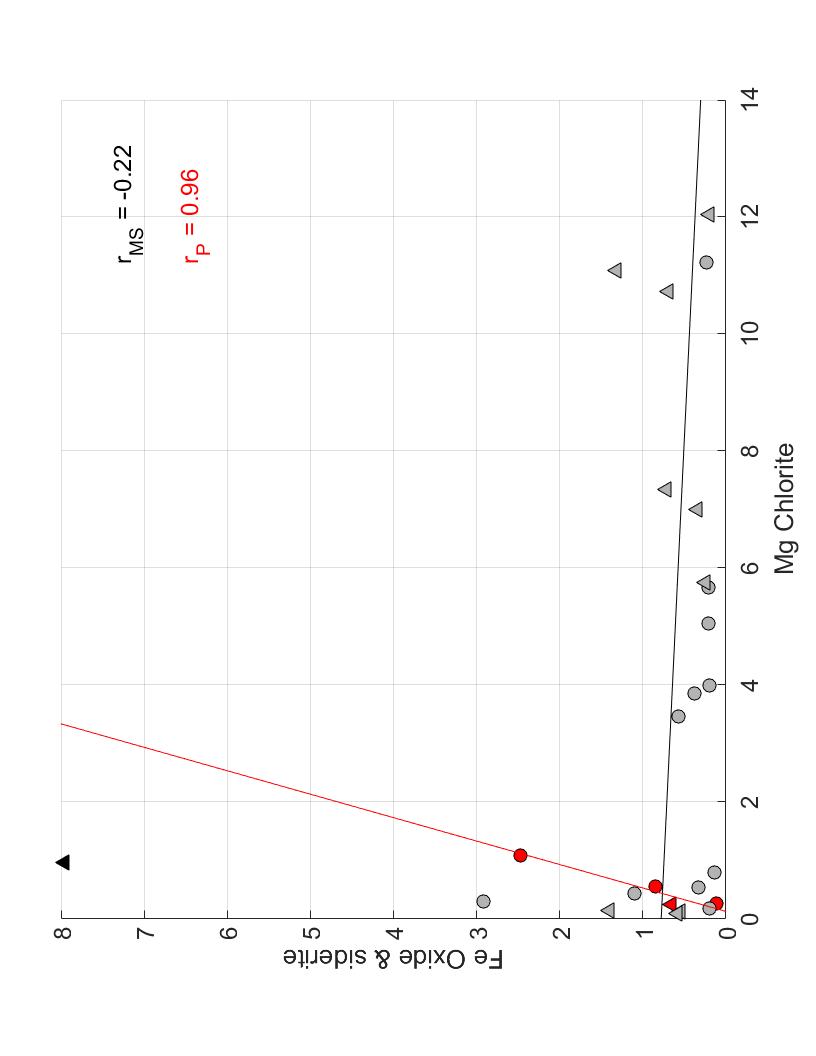 8
7
6
5
4
3
2
1
0
r_MS = -0.22
r_P = 0.96
Fe Oxide & siderite
0 2 4 6 8 10 12 14
Mg Chlorite